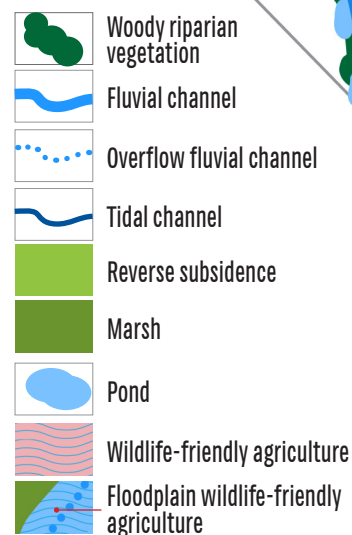 Woody riparian
vegetation
Fluvial channel
Overflow fluvial channel
Tidal channel
Reverse subsidence
Marsh
Pond
Wildlife-friendly agriculture
Floodplain wildlife-friendly
agriculture